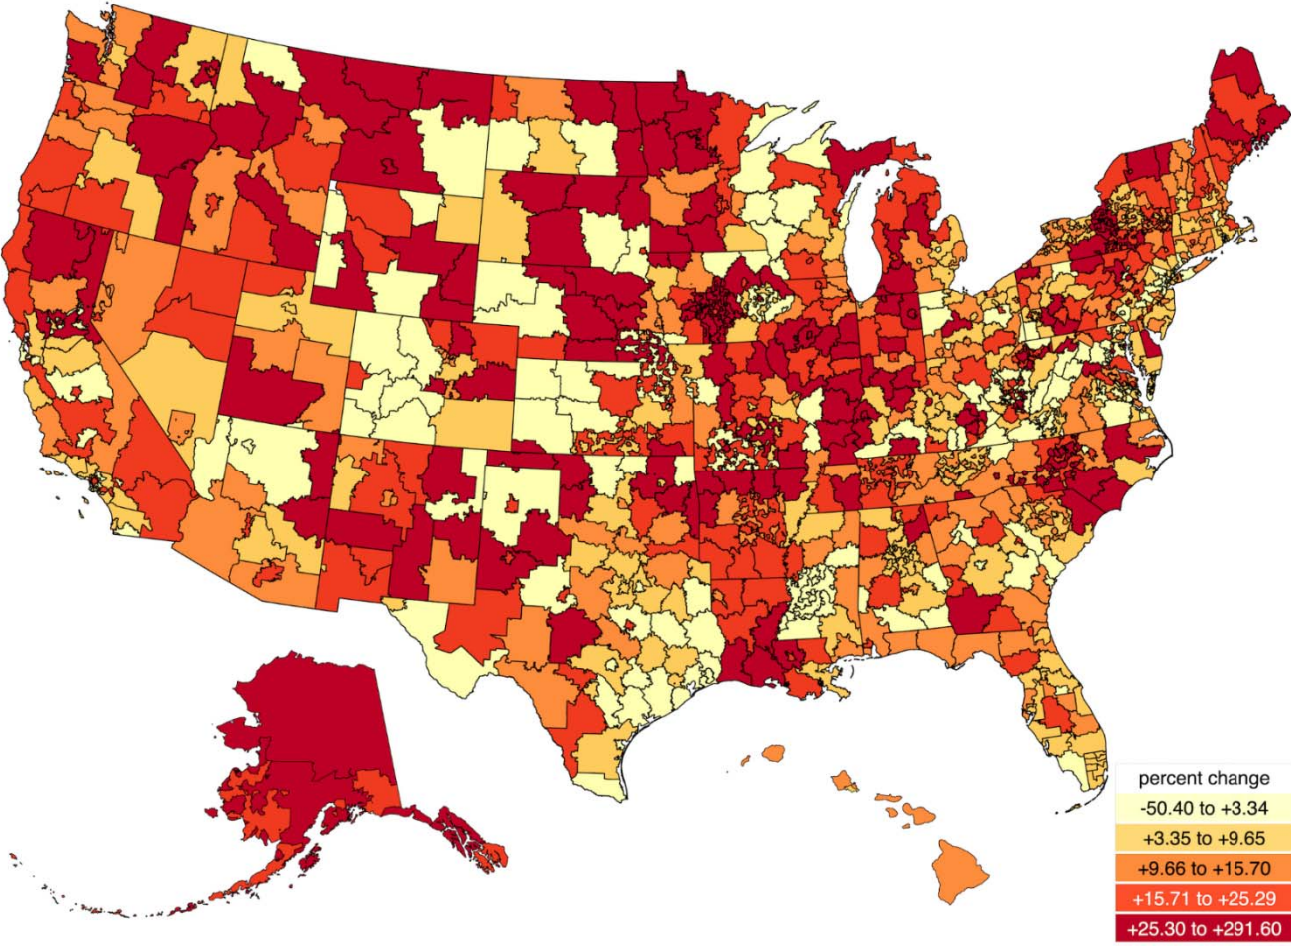 percent change
-50.40 to +3.34
+3.35 to +9.65
+9.66 to +15.70
+15.71 to +25.29
+25.30 to +291.60